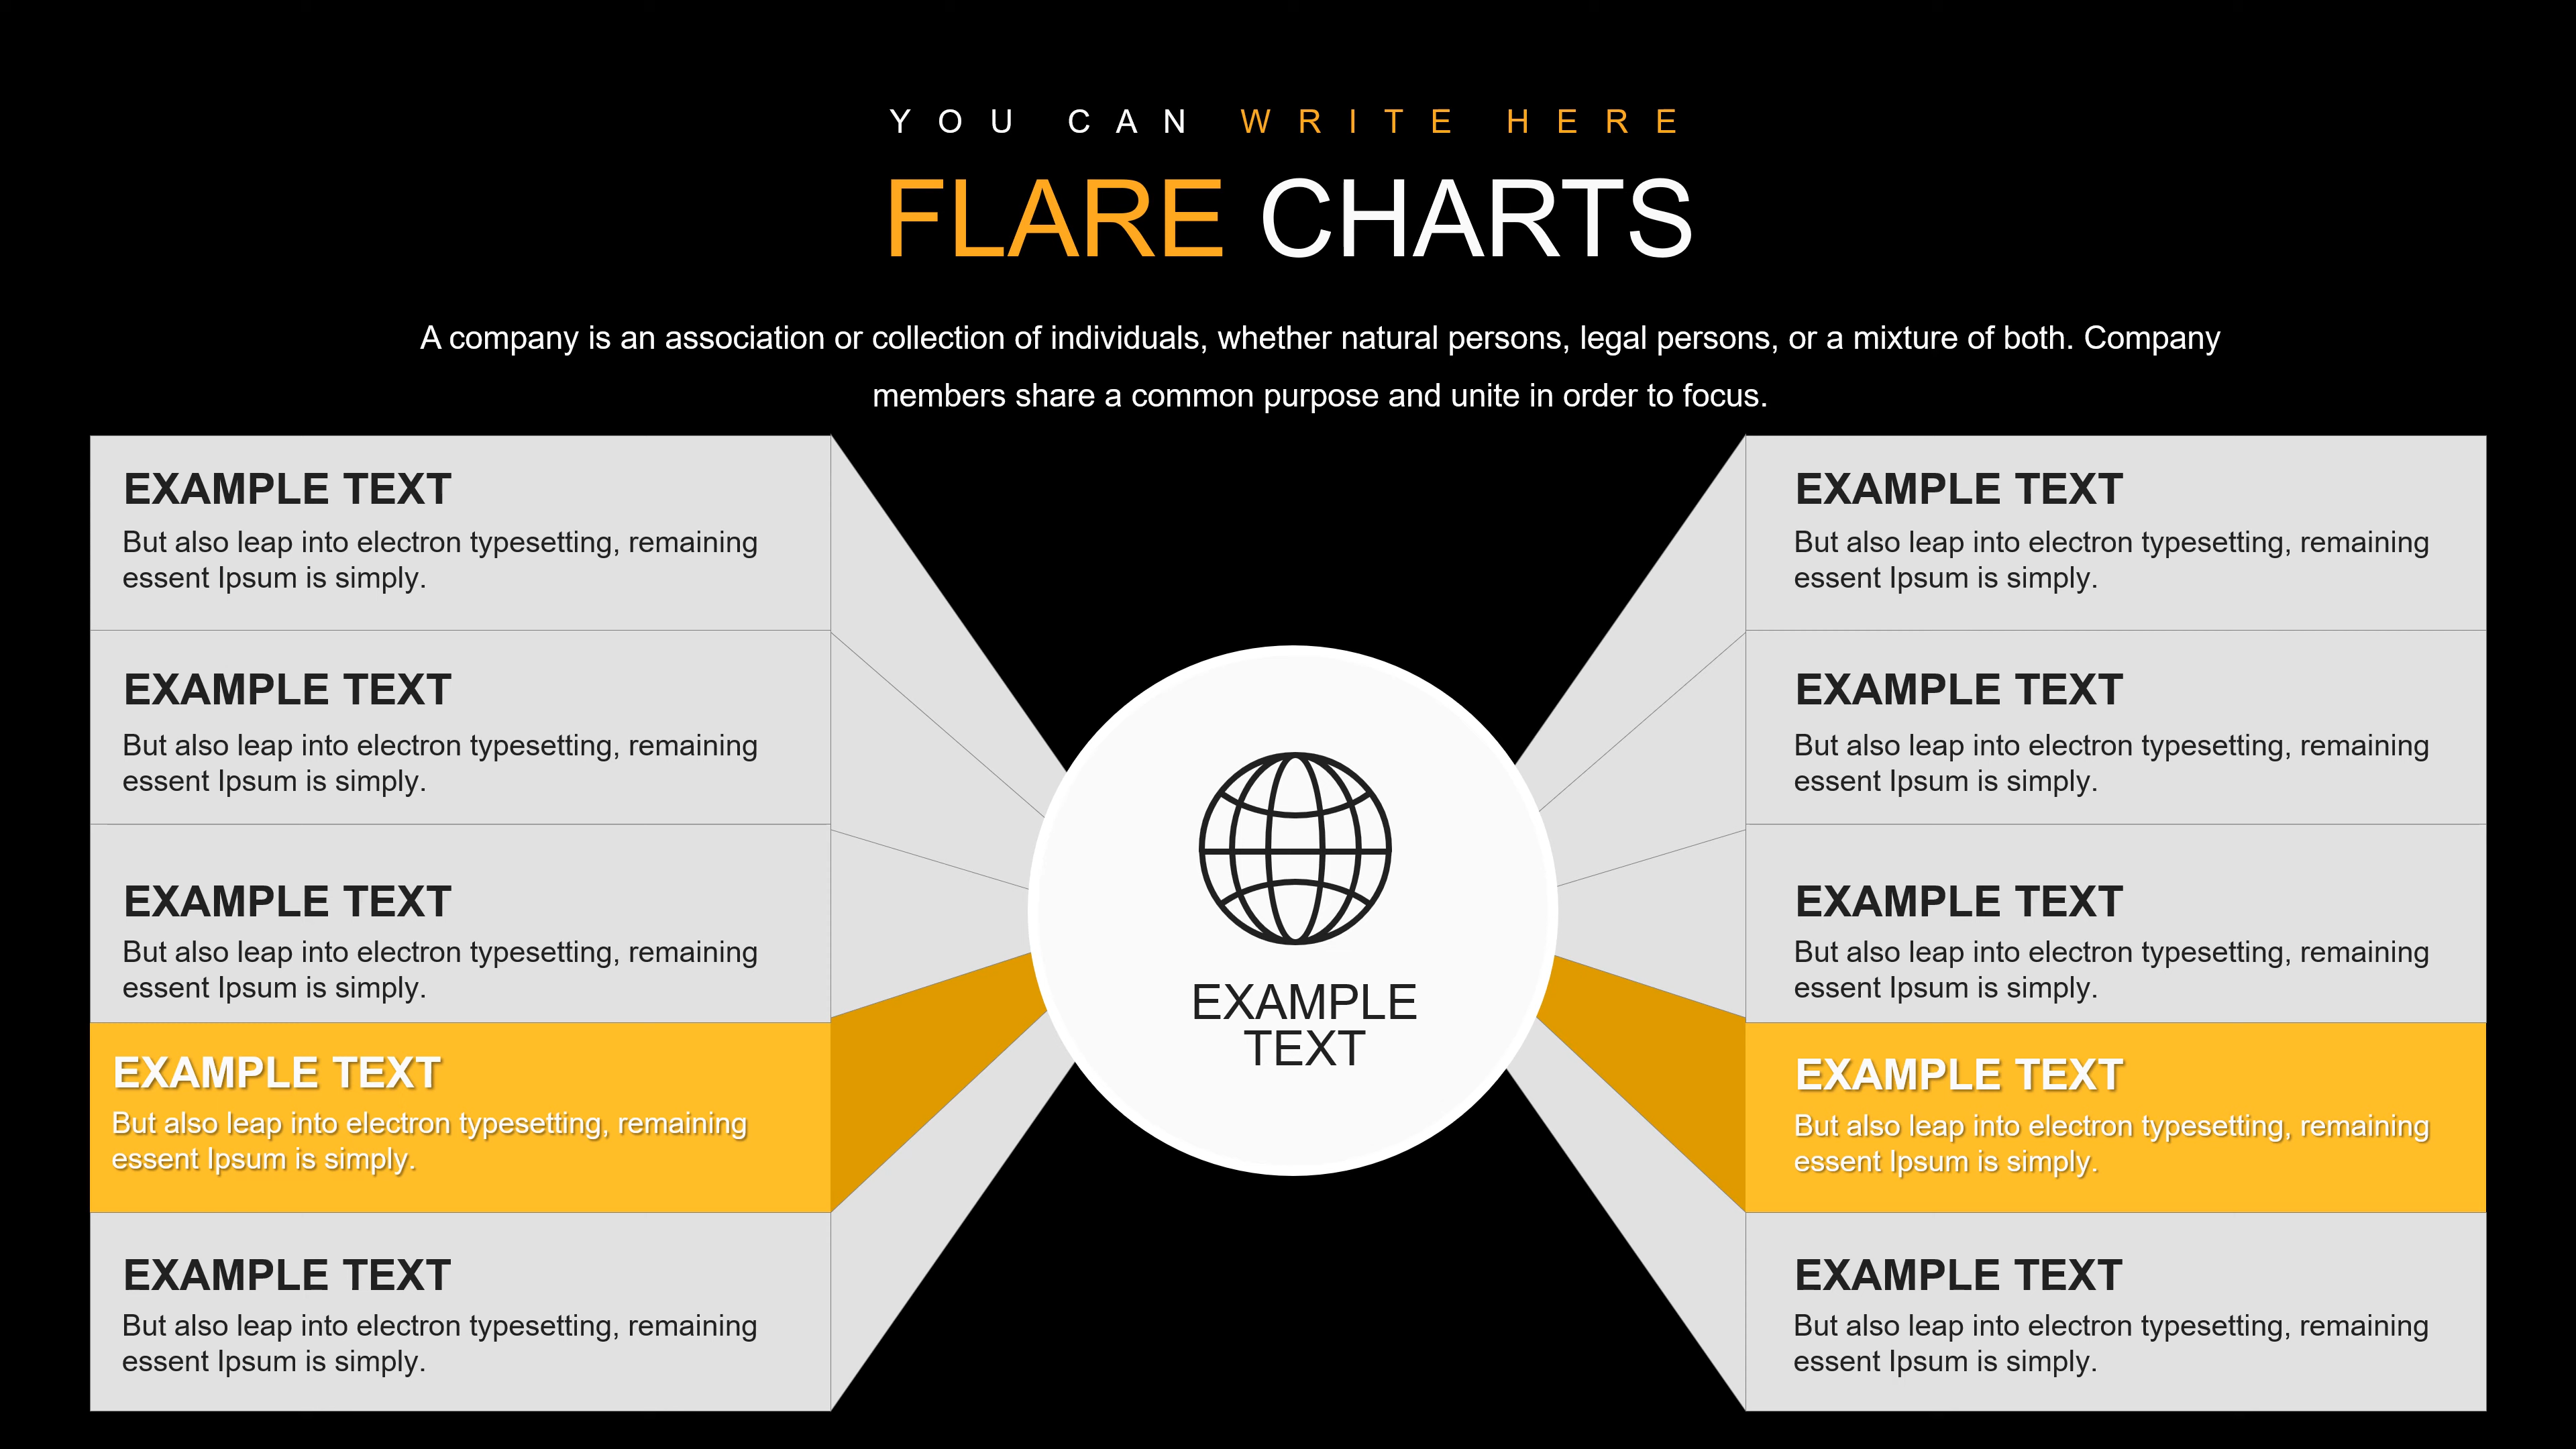 YOU CAN WRITE HERE
FLARE CHARTS
A company is an association or collection of individuals, whether natural persons, legal persons, or a mixture of both. Company
members share a common purpose and unite in order to focus.
EXAMPLE TEXT
But also leap into electron typesetting, remaining
essent Ipsum is simply.
EXAMPLE TEXT
But also leap into electron typesetting, remaining
essent Ipsum is simply.
EXAMPLE TEXT
But also leap into electron typesetting, remaining
essent Ipsum is simply.
EXAMPLE TEXT
But also leap into electron typesetting, remaining
essent Ipsum is simply.
EXAMPLE TEXT
But also leap into electron typesetting, remaining
essent Ipsum is simply.
EXAMPLE
TEXT
EXAMPLE TEXT
But also leap into electron typesetting, remaining
essent Ipsum is simply.
EXAMPLE TEXT
But also leap into electron typesetting, remaining
essent Ipsum is simply.
EXAMPLE TEXT
But also leap into electron typesetting, remaining
essent Ipsum is simply.
EXAMPLE TEXT
But also leap into electron typesetting, remaining
essent Ipsum is simply.
EXAMPLE TEXT
But also leap into electron typesetting, remaining
essent Ipsum is simply.